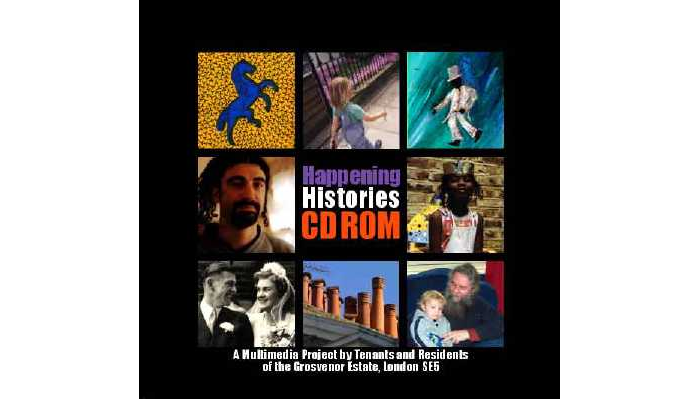 Happening
Histories
CD ROM
A Multimedia Project by Tenants and Residents
of the Grosvenor Estate, London SE5